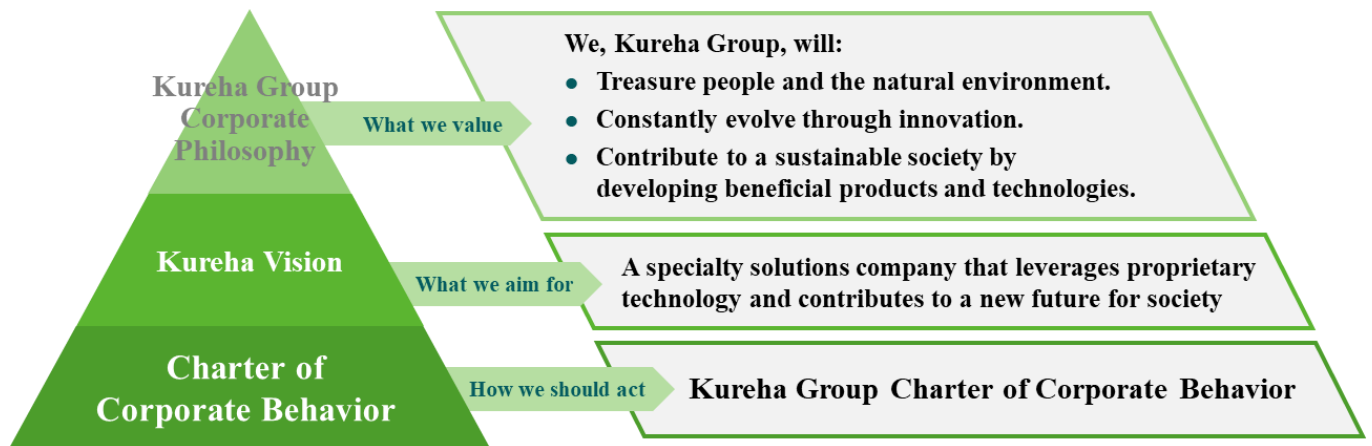 Kureha Group
Corporate
Philosophy
What we value
We, Kureha Group, will:
● Treasure people and the natural environment.
● Constantly evolve through innovation.
● Contribute to a sustainable society by
developing beneficial products and technologies.
Kureha Vision
What we aim for
A specialty solutions company that leverages proprietary
technology and contributes to a new future for society
Charter of
Corporate Behavior
How we should act
Kureha Group Charter of Corporate Behavior